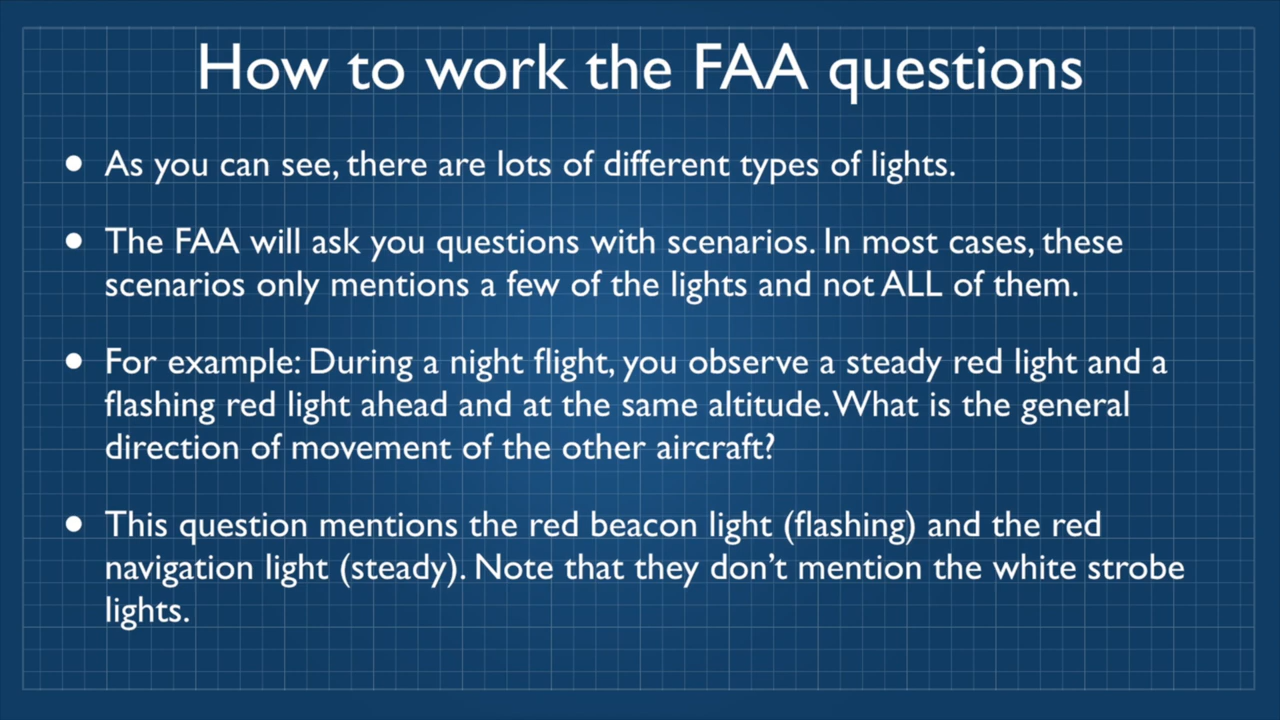 How to work the FAA questions
• As you can see, there are lots of different types of lights.
• The FAA will ask you questions with scenarios. In most cases, these
scenarios only mentions a few of the lights and not ALL of them.
• For example: During a night flight, you observe a steady red light and a
flashing red light ahead and at the same altitude. What is the general
direction of movement of the other aircraft?
• This question mentions the red beacon light (flashing) and the red
navigation light (steady). Note that they don’t mention the white strobe
lights.